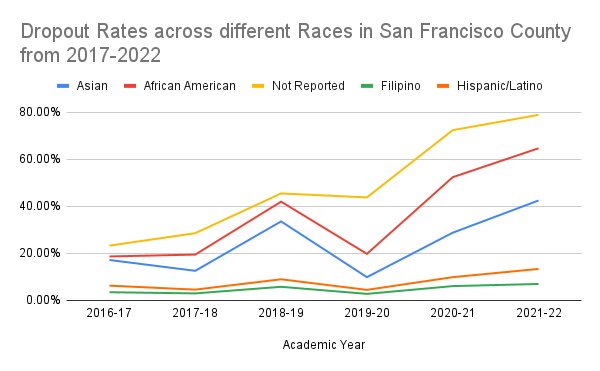 Dropout Rates across different Races in San Francisco County
from 2017-2022
Asian African American Not Reported Filipino Hispanic/Latino
80.00%
60.00%
40.00%
20.00%
0.00%
2016-17 2017-18 2018-19 2019-20 2020-21 2021-22
Academic Year